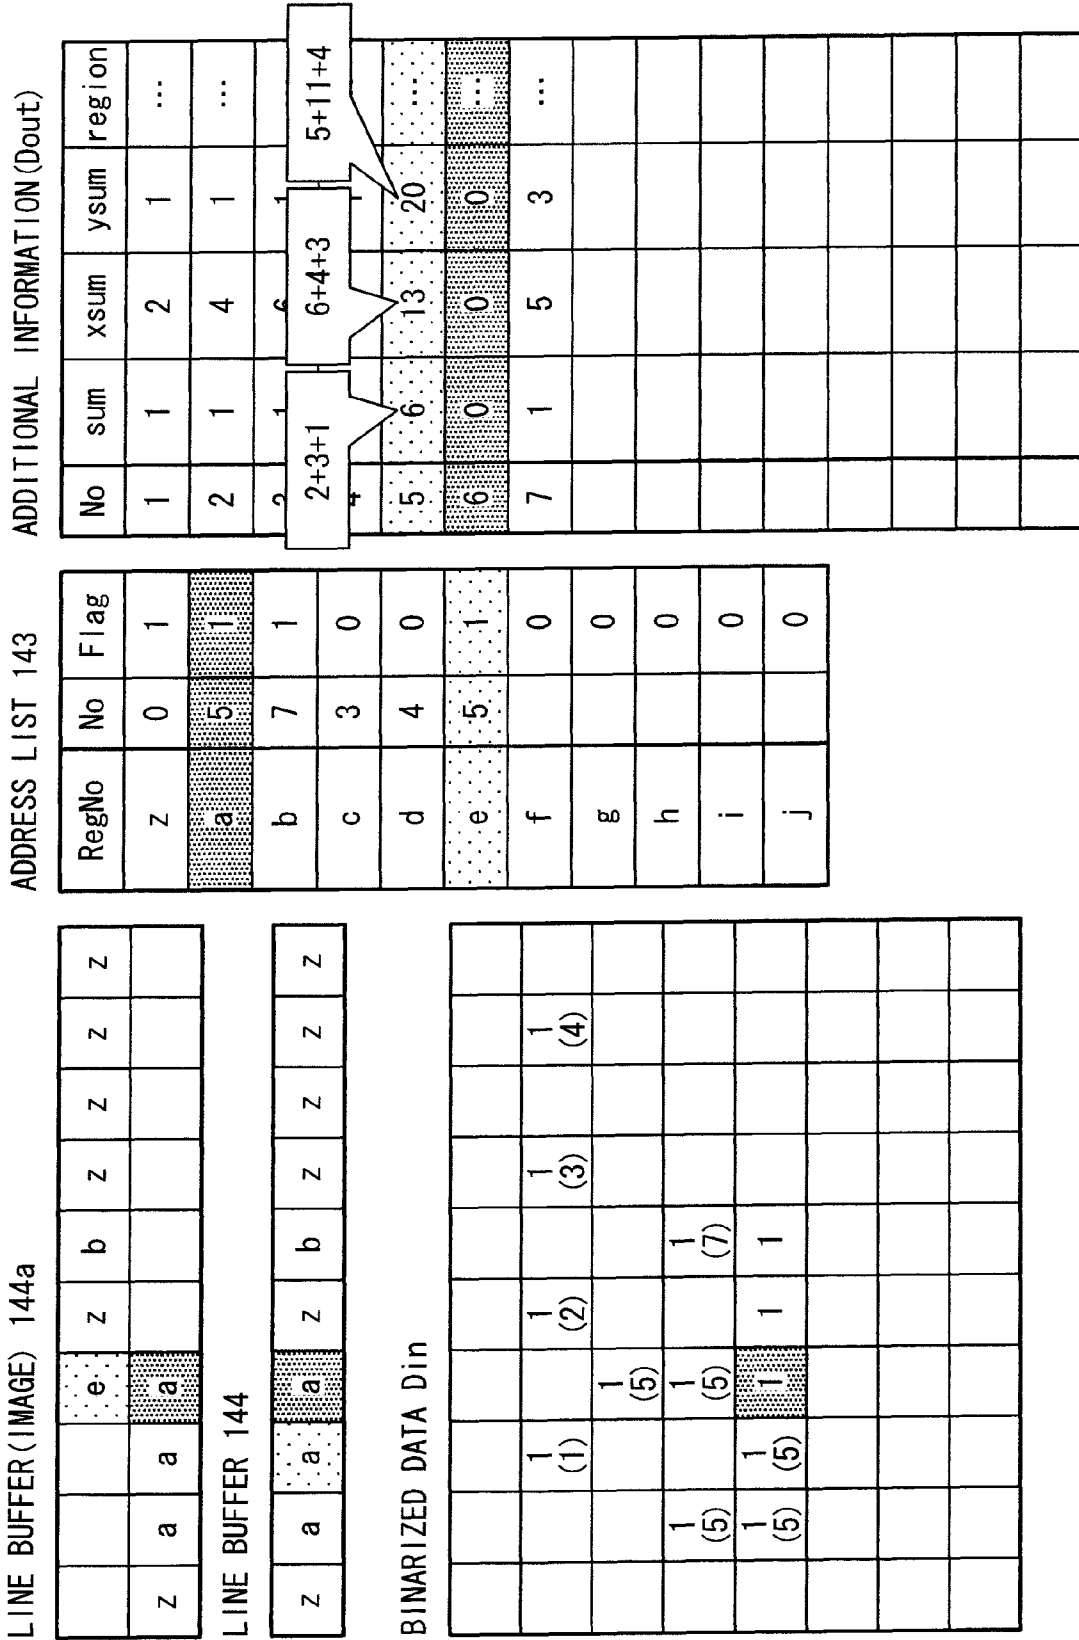 LINE BUFFER(IMAGE) 144a
e z b z z z z
z a a a
LINE BUFFER 144
z a a a z b z z z z
BINARIZED DATA Din
1 (1) 1 (2) 1 (3) 1 (4)
1 (5)
1 (5) 1 (5) 1 (7)
1 (5) 1 (5) 1 1 1
ADDRESS LIST 143
RegNo No Flag
z 0 1
a 5 1
b 7 1
c 3 0
d 4 0
e 5 1
f 0
g 0
h 0
i 0
j 0
ADDITIONAL INFORMATION(Dout)
No sum xsum ysum region
1 1 2 1 ...
2 1 4 1 ...
2+3+1 6+4+3 5+11+4
5 6 13 20 ...
6 0 0 0 ...
7 1 5 3 ...